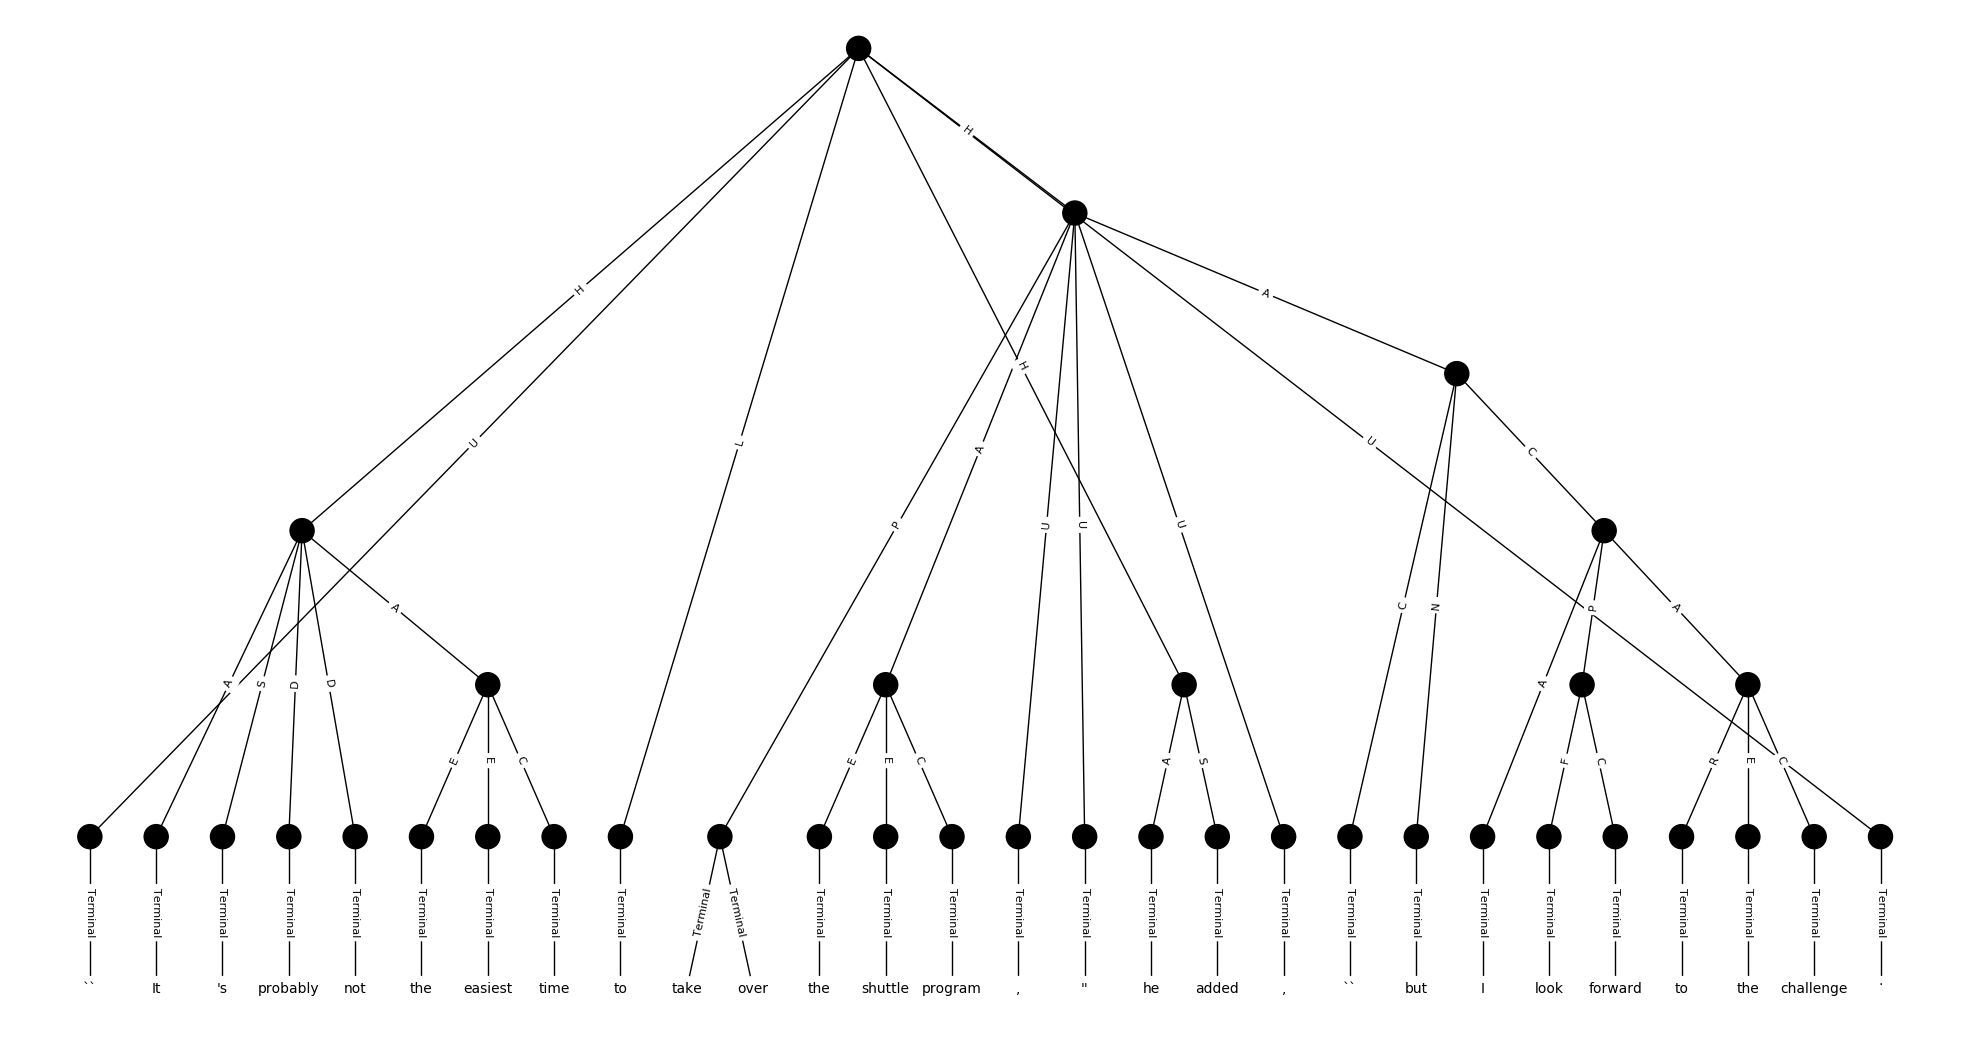 H
H
A
H
A
U
C
U
L
A
P
U
U
U
C
N
A
P
A
A
S
D
D
A
E
E
C
E
E
C
A
S
F
C
R
E
C
Terminal Terminal Terminal Terminal Terminal Terminal Terminal Terminal Terminal Terminal Terminal Terminal Terminal Terminal Terminal Terminal Terminal Terminal Terminal Terminal Terminal Terminal Terminal Terminal Terminal Terminal Terminal Terminal
`` It 's probably not the easiest time to take over the shuttle program , " he added , `` but I look forward to the challenge .